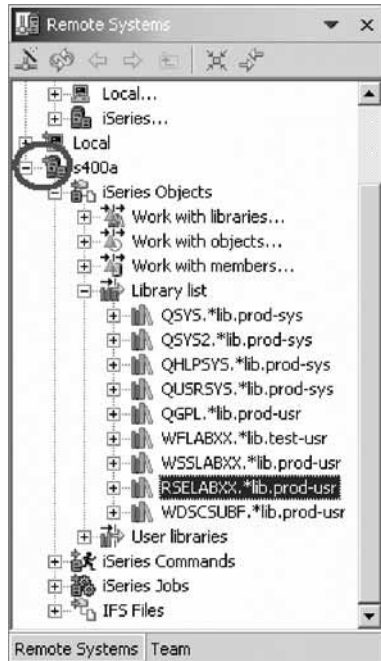 Remote Systems
Local...
iSeries...
Local
s400a
iSeries Objects
Work with libraries...
Work with objects...
Work with members...
Library list
QSYS.*lib.prod-sys
QSYS2.*lib.prod-sys
QHLPSYS.*lib.prod-sys
QUSRSYS.*lib.prod-sys
QGPL.*lib.prod-usr
WFLABXX.*lib.test-usr
WSSLABXX.*lib.prod-usr
RSELABXX.*lib.prod-usr
WDSCSUBF.*lib.prod-usr
User libraries
iSeries Commands
iSeries Jobs
IFS Files
Remote Systems Team